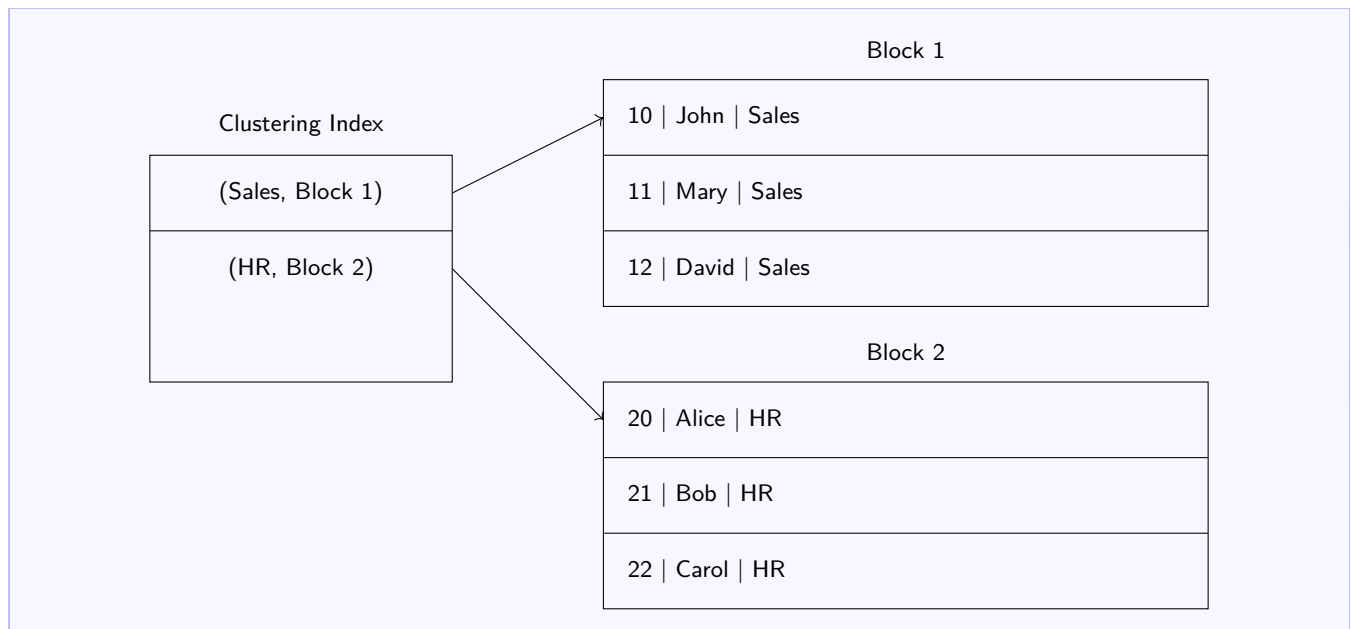 Clustering Index
(Sales, Block 1)
(HR, Block 2)
Block 1
10 | John | Sales
11 | Mary | Sales
12 | David | Sales
Block 2
20 | Alice | HR
21 | Bob | HR
22 | Carol | HR